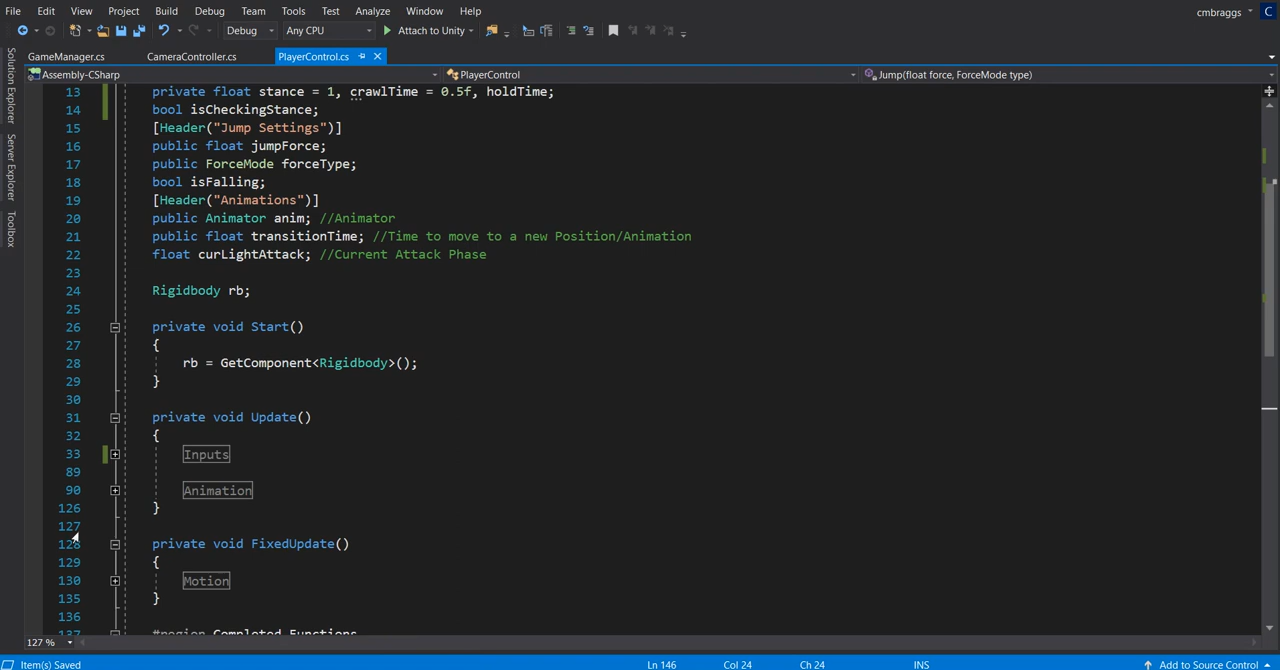 File Edit View Project Build Debug Team Tools Test Analyze Window Help cmbraggs C
Debug Any CPU Attach to Unity
GameManager.cs CameraController.cs PlayerControl.cs
Assembly-CSharp PlayerControl Jump(float force, ForceMode type)
Solution Explorer
Server Explorer
Toolbox
13 private float stance = 1, crawlTime = 0.5f, holdTime;
14 bool isCheckingStance;
15 [Header("Jump Settings")]
16 public float jumpForce;
17 public ForceMode forceType;
18 bool isFalling;
19 [Header("Animations")]
20 public Animator anim; //Animator
21 public float transitionTime; //Time to move to a new Position/Animation
22 float curLightAttack; //Current Attack Phase
23
24 Rigidbody rb;
25
26 private void Start()
27 {
28 rb = GetComponent<Rigidbody>();
29 }
30
31 private void Update()
32 {
33 Inputs
89
90 Animation
126 }
127
128 private void FixedUpdate()
129 {
130 Motion
135 }
136
137 #region Completed Functions
127 %
Item(s) Saved Ln 146 Col 24 Ch 24 INS Add to Source Control